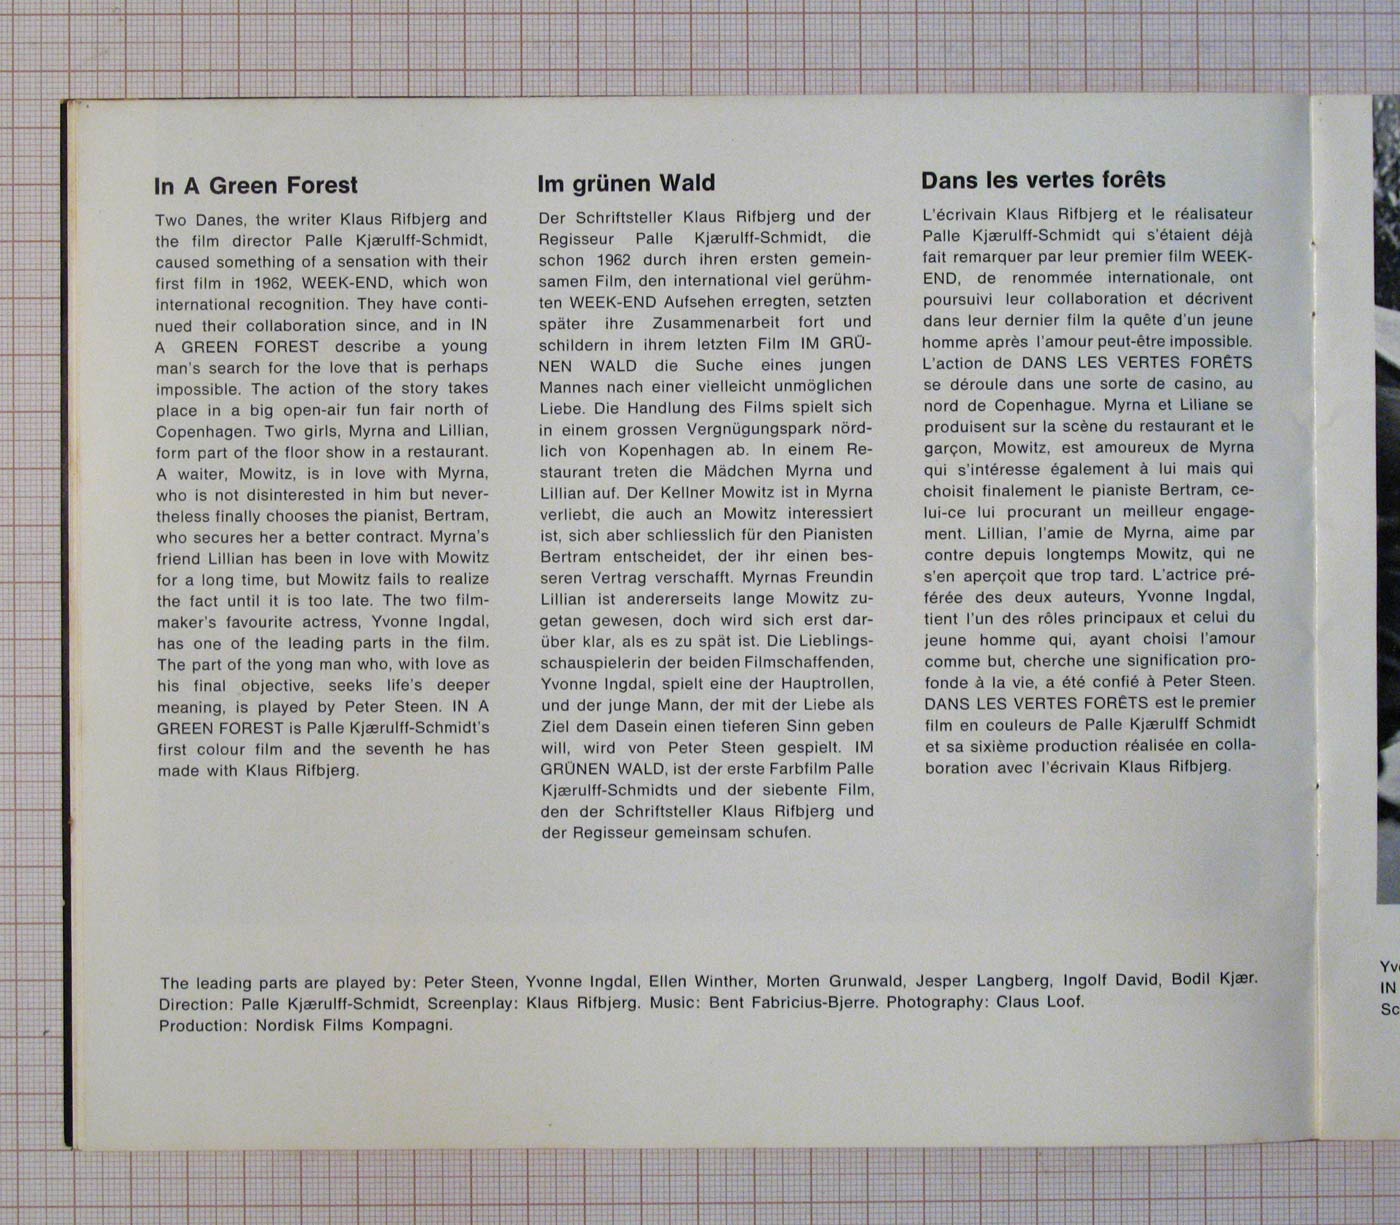 In A Green Forest
Two Danes, the writer Klaus Rifbjerg and
the film director Palle Kjærulff-Schmidt,
caused something of a sensation with their
first film in 1962, WEEK-END, which won
international recognition. They have conti-
nued their collaboration since, and in IN
A GREEN FOREST describe a young
man's search for the love that is perhaps
impossible. The action of the story takes
place in a big open-air fun fair north of
Copenhagen. Two girls, Myrna and Lillian,
form part of the floor show in a restaurant.
A waiter, Mowitz, is in love with Myrna,
who is not disinterested in him but never-
theless finally chooses the pianist, Bertram,
who secures her a better contract. Myrna's
friend Lillian has been in love with Mowitz
for a long time, but Mowitz fails to realize
the fact until it is too late. The two film-
maker's favourite actress, Yvonne Ingdal,
has one of the leading parts in the film.
The part of the yong man who, with love as
his final objective, seeks life's deeper
meaning, is played by Peter Steen. IN A
GREEN FOREST is Palle Kjærulff-Schmidt's
first colour film and the seventh he has
made with Klaus Rifbjerg.
Im grünen Wald
Der Schriftsteller Klaus Rifbjerg und der
Regisseur Palle Kjærulff-Schmidt, die
schon 1962 durch ihren ersten gemein-
samen Film, den international viel gerühm-
ten WEEK-END Aufsehen erregten, setzten
später ihre Zusammenarbeit fort und
schildern in ihrem letzten Film IM GRÜ-
NEN WALD die Suche eines jungen
Mannes nach einer vielleicht unmöglichen
Liebe. Die Handlung des Films spielt sich
in einem grossen Vergnügungspark nörd-
lich von Kopenhagen ab. In einem Re-
staurant treten die Mädchen Myrna und
Lillian auf. Der Kellner Mowitz ist in Myrna
verliebt, die auch an Mowitz interessiert
ist, sich aber schliesslich für den Pianisten
Bertram entscheidet, der ihr einen bes-
seren Vertrag verschafft. Myrnas Freundin
Lillian ist andererseits lange Mowitz zu-
getan gewesen, doch wird sich erst dar-
über klar, als es zu spät ist. Die Lieblings-
schauspielerin der beiden Filmschaffenden,
Yvonne Ingdal, spielt eine der Hauptrollen,
und der junge Mann, der mit der Liebe als
Ziel dem Dasein einen tieferen Sinn geben
will, wird von Peter Steen gespielt. IM
GRÜNEN WALD, ist der erste Farbfilm Palle
Kjærulff-Schmidts und der siebente Film,
den der Schriftsteller Klaus Rifbjerg und
der Regisseur gemeinsam schufen.
Dans les vertes forêts
L'écrivain Klaus Rifbjerg et le réalisateur
Palle Kjærulff-Schmidt qui s'étaient déjà
fait remarquer par leur premier film WEEK-
END, de renommée internationale, ont
poursuivi leur collaboration et décrivent
dans leur dernier film la quête d'un jeune
homme après l'amour peut-être impossible.
L'action de DANS LES VERTES FORÊTS
se déroule dans une sorte de casino, au
nord de Copenhague. Myrna et Liliane se
produisent sur la scène du restaurant et le
garçon, Mowitz, est amoureux de Myrna
qui s'intéresse également à lui mais qui
choisit finalement le pianiste Bertram, ce-
lui-ce lui procurant un meilleur engage-
ment. Lillian, l'amie de Myrna, aime par
contre depuis longtemps Mowitz, qui ne
s'en aperçoit que trop tard. L'actrice pré-
férée des deux auteurs, Yvonne Ingdal,
tient l'un des rôles principaux et celui du
jeune homme qui, ayant choisi l'amour
comme but, cherche une signification pro-
fonde à la vie, a été confié à Peter Steen.
DANS LES VERTES FORÊTS est le premier
film en couleurs de Palle Kjærulff Schmidt
et sa sixième production réalisée en colla-
boration avec l'écrivain Klaus Rifbjerg.
The leading parts are played by: Peter Steen, Yvonne Ingdal, Ellen Winther, Morten Grunwald, Jesper Langberg, Ingolf David, Bodil Kjær.
Direction: Palle Kjærulff-Schmidt, Screenplay: Klaus Rifbjerg. Music: Bent Fabricius-Bjerre. Photography: Claus Loof.
Production: Nordisk Films Kompagni.
IN